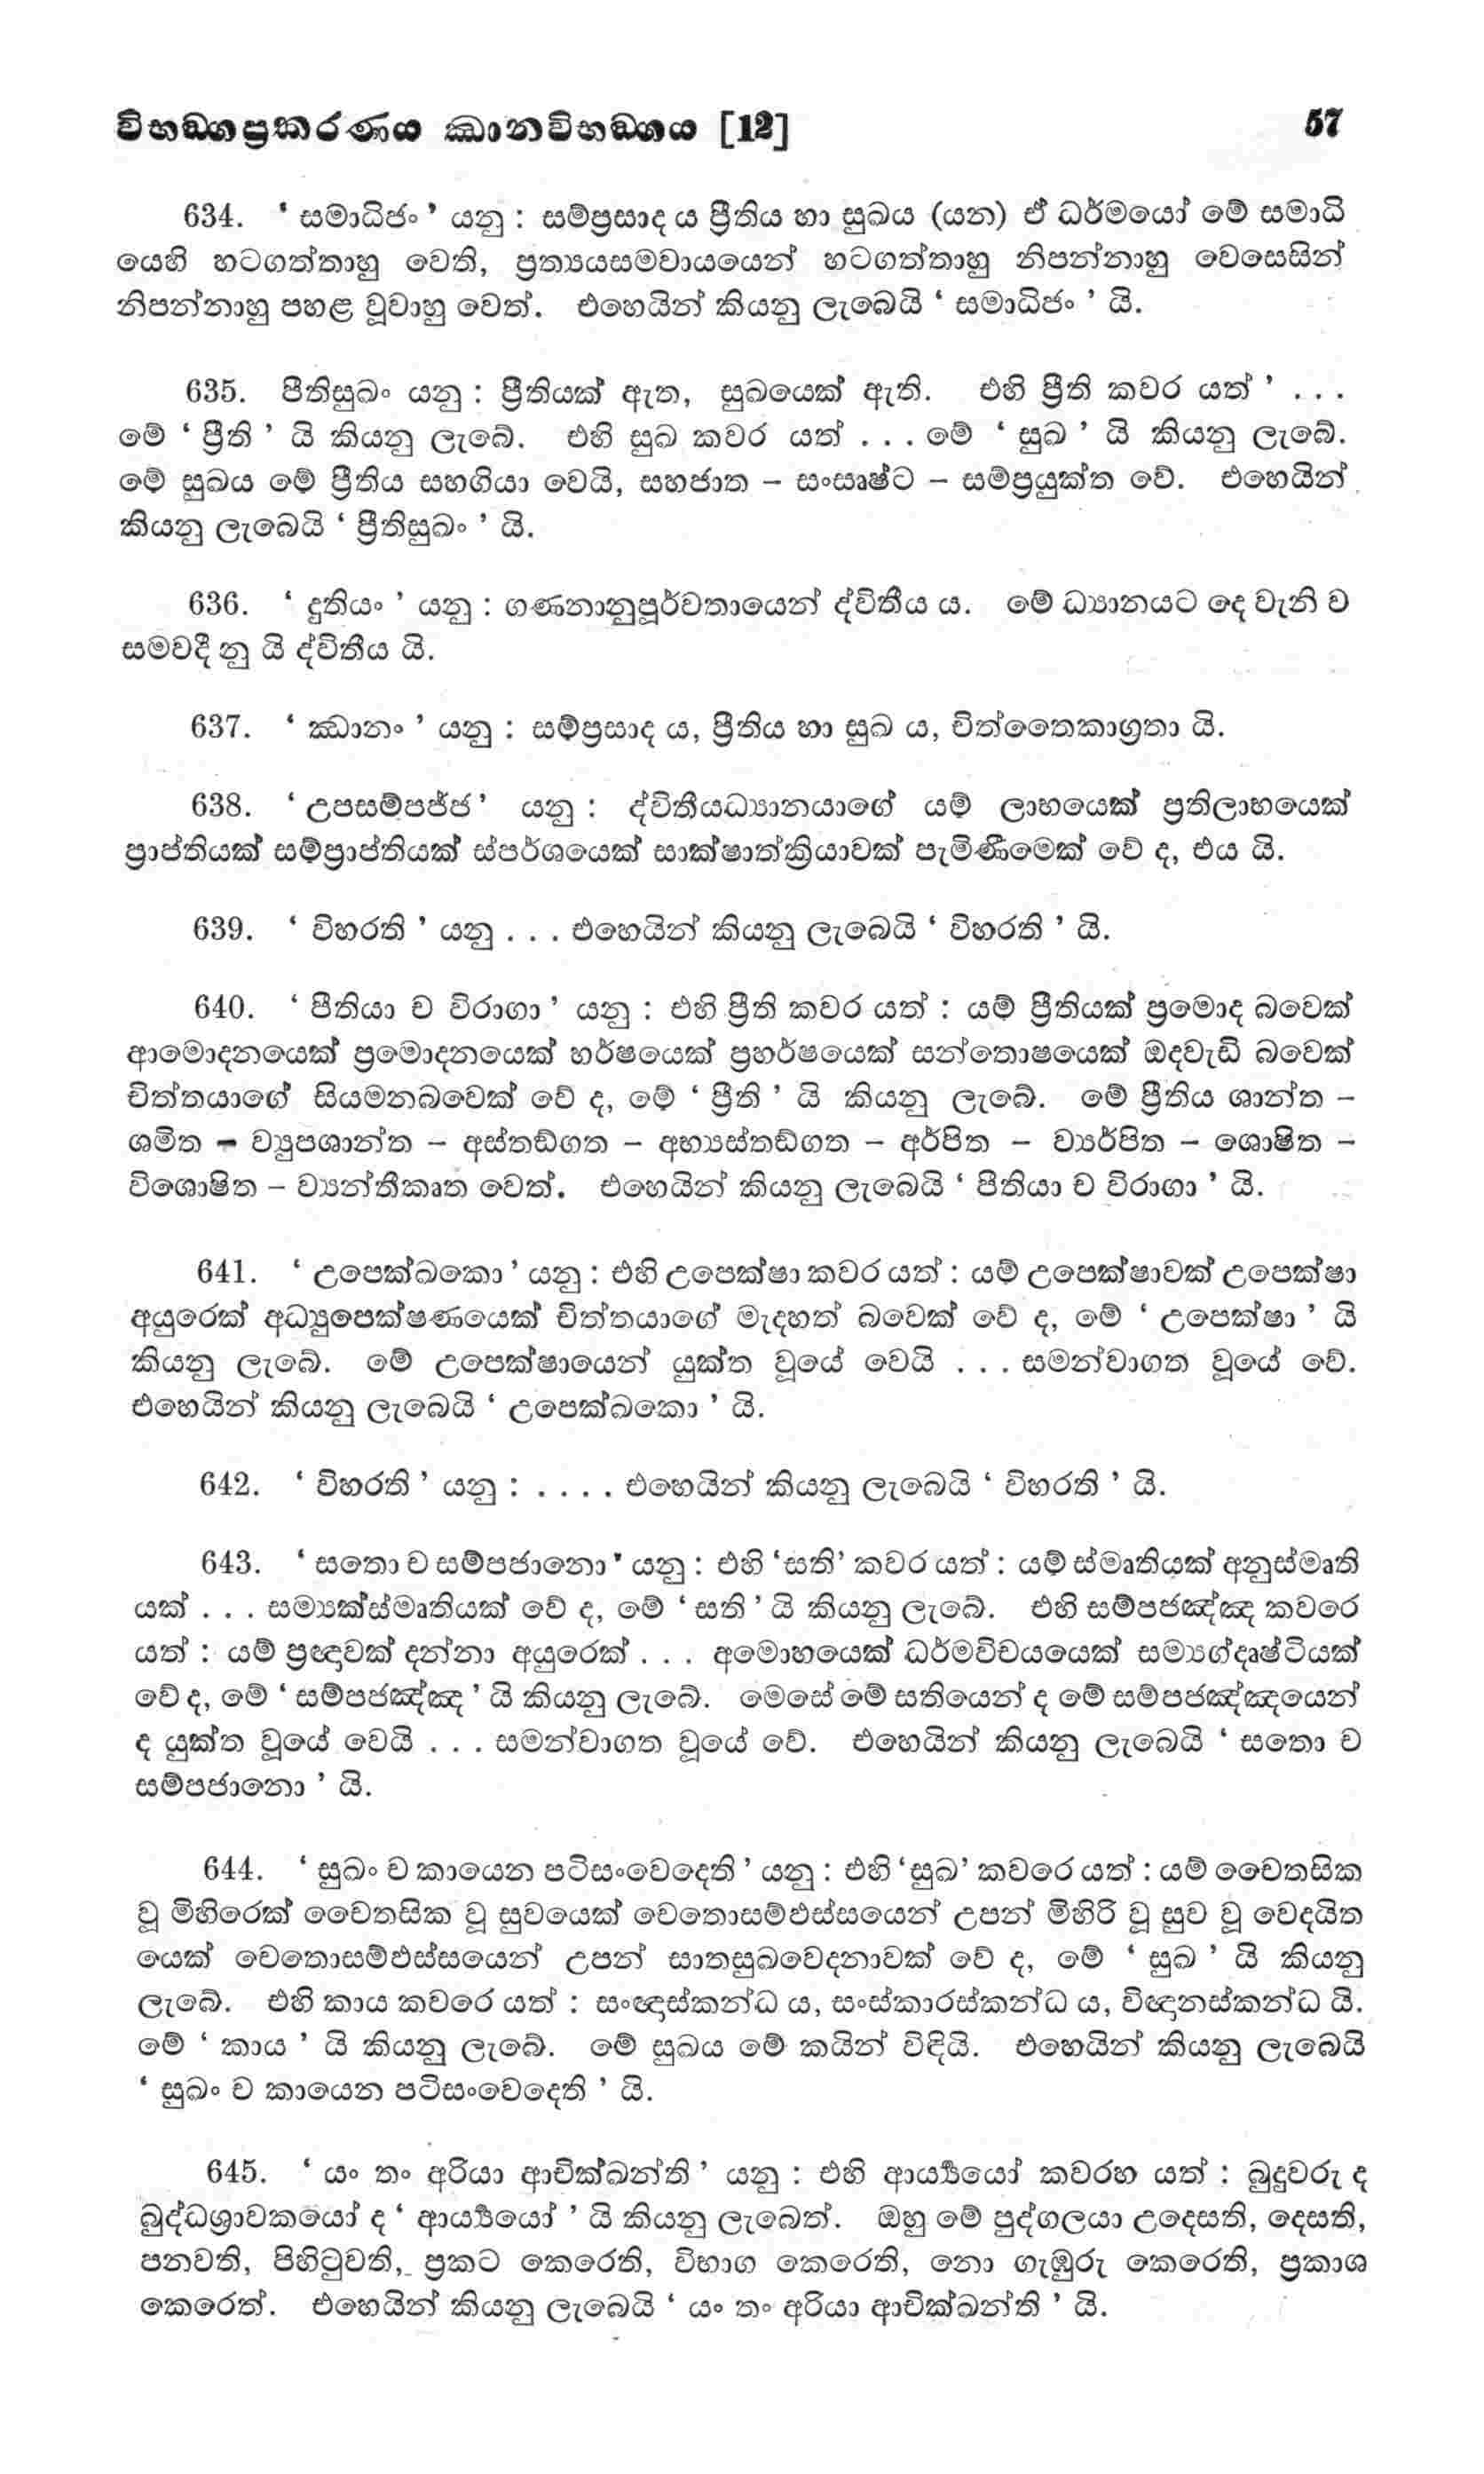 විභඞගප්‍රකරණය ඣානවිභඞගය [12] 57
634. ‘ සමාධිජං ’ යනු : සම්ප්‍රසාද ය ප්‍රීතිය හා සුඛය (යන) ඒ ධර්මයෝ මේ සමාධි
යෙහි හටගත්තාහු වෙති, ප්‍රත්‍යයසමවායයෙන් හටගත්තාහු නිපන්නාහු වෙසෙසින්
නිපන්නාහු පහළ වූවාහු වෙත්. එහෙයින් කියනු ලැබෙයි ‘ සමාධිජං ’ යි.
635. පීතිසුඛං යනු : ප්‍රීතියක් ඇත, සුඛයෙක් ඇති. එහි ප්‍රීති කවර යත් ’ . . .
මේ ‘ ප්‍රීති ’ යි කියනු ලැබේ. එහි සුඛ කවර යත් . . . මේ ‘ සුඛ ’ යි කියනු ලැබේ.
මේ සුඛය මේ ප්‍රීතිය සහගියා වෙයි, සහජාත – සංසෘෂ්ට – සම්ප්‍රයුක්ත වේ. එහෙයින්
කියනු ලැබෙයි ‘ ප්‍රීතිසුඛං ’ යි.
636. ‘ දුතියං ’ යනු : ගණනානුපූර්වතායෙන් ද්විතීය ය. මේ ධ්‍යානයට දෙ වැනි ව
සමවදී නු යි ද්විතීය යි.
637. ‘ ඣානං ’ යනු : සම්ප්‍රසාද ය, ප්‍රීතිය හා සුඛ ය, චිත්තෛකාග්‍රතා යි.
638. ‘ උපසම්පජ්ජ’ යනු : ද්විතීයධ්‍යානයාගේ යම් ලාභයෙක් ප්‍රතිලාභයෙක්
ප්‍රාප්තියක් සම්ප්‍රාප්තියක් ස්පර්ශයෙක් සාක්ෂාත්ක්‍රියාවක් පැමිණීමෙක් වේ ද, එය යි.
639. ‘ විහරති ’ යනු . . . එහෙයින් කියනු ලැබෙයි ‘ විහරති ’ යි.
640. ‘ පීතියා ච විරාගා ’ යනු : එහි ප්‍රීති කවර යත් : යම් ප්‍රීතියක් ප්‍රමොද බවෙක්
ආමොදනයෙක් ප්‍රමොදනයෙක් හර්ෂයෙක් ප්‍රහර්ෂයෙක් සන්තොෂයෙක් ඔදවැඩි බවෙක්
චිත්තයාගේ සියමනබවෙක් වේ ද, මේ ‘ ප්‍රීති ’ යි කියනු ලැබේ. මේ ප්‍රීතිය ශාන්ත –
ශමිත – ව්‍යුපශාන්ත – අස්තඬ්ගත – අභ්‍යස්තඬ්ගත – අර්පිත – ව්‍යර්පිත – ශොෂිත –
විශොෂිත – ව්‍යන්තීකෘත වෙත්. එහෙයින් කියනු ලැබෙයි ‘ පීතියා ච විරාගා ’ යි.
641. ‘ උපෙක්ඛකො ’ යනු : එහි උපෙක්ෂා කවර යත් : යම් උපෙක්ෂාවක් උපෙක්ෂා
අයුරෙක් අධ්‍යුපෙක්ෂණයෙක් චිත්තයාගේ මැදහත් බවෙක් වේ ද, මේ ‘ උපෙක්ෂා ’ යි
කියනු ලැබේ. මේ උපෙක්ෂායෙන් යුක්ත වූයේ වෙයි . . . සමන්වාගත වූයේ වේ.
එහෙයින් කියනු ලැබෙයි ‘ උපෙක්ඛකො ’ යි.
642. ‘ විහරති ’ යනු : . . . . එහෙයින් කියනු ලැබෙයි ‘ විහරති ’ යි.
643. ‘ සතො ච සම්පජානො ’ යනු : එහි ‘සති’ කවර යත් : යම් ස්මෘතියක් අනුස්මෘති
යක් . . . සම්‍යක්ස්මෘතියක් වේ ද, මේ ‘ සති ’ යි කියනු ලැබේ. එහි සම්පජඤ්ඤ කවරෙ
යත් : යම් ප්‍රඥාවක් දන්නා අයුරෙක් . . . අමොහයෙක් ධර්මවිචයයෙක් සම්‍යග්දෘෂ්ටියක්
වේ ද, මේ ‘ සම්පජඤ්ඤ ’ යි කියනු ලැබේ. මෙසේ මේ සතියෙන් ද මේ සම්පජඤ්ඤයෙන්
ද යුක්ත වූයේ වෙයි . . . සමන්වාගත වූයේ වේ. එහෙයින් කියනු ලැබෙයි ‘ සතො ච
සම්පජානො ’ යි.
644. ‘ සුඛං ච කායෙන පටිසංවෙදෙති ’ යනු : එහි ‘සුඛ’ කවරෙ යත් : යම් චෛතසික
වූ මිහිරෙක් චෛතසික වූ සුවයෙක් චෙතොසම්ඵස්සයෙන් උපන් මිහිරි වූ සුව වූ වෙදයිත
යෙක් චෙතොසම්ඵස්සයෙන් උපන් සාතසුඛවෙදනාවක් වේ ද, මේ ‘ සුඛ ’ යි කියනු
ලැබේ. එහි කාය කවරෙ යත් : සංඥාස්කන්ධ ය, සංස්කාරස්කන්ධ ය, විඥානස්කන්ධ යි.
මේ ‘ කාය ’ යි කියනු ලැබේ. මේ සුඛය මේ කයින් විඳියි. එහෙයින් කියනු ලැබෙයි
‘ සුඛං ච කායෙන පටිසංවෙදෙති ’ යි.
645. ‘ යං තං අරියා ආචික්ඛන්ති ’ යනු : එහි ආර්‍ය්‍යයෝ කවරහ යත් : බුදුවරු ද
බුද්ධශ්‍රාවකයෝ ද ‘ ආර්‍ය්‍යයෝ ’ යි කියනු ලැබෙත්. ඔහු මේ පුද්ගලයා උදෙසති, දෙසති,
පනවති, පිහිටුවති, ප්‍රකට කෙරෙති, විභාග කෙරෙති, නො ගැඹුරු කෙරෙති, ප්‍රකාශ
කෙරෙත්. එහෙයින් කියනු ලැබෙයි ‘ යං තං අරියා ආචික්ඛන්ති ’ යි.